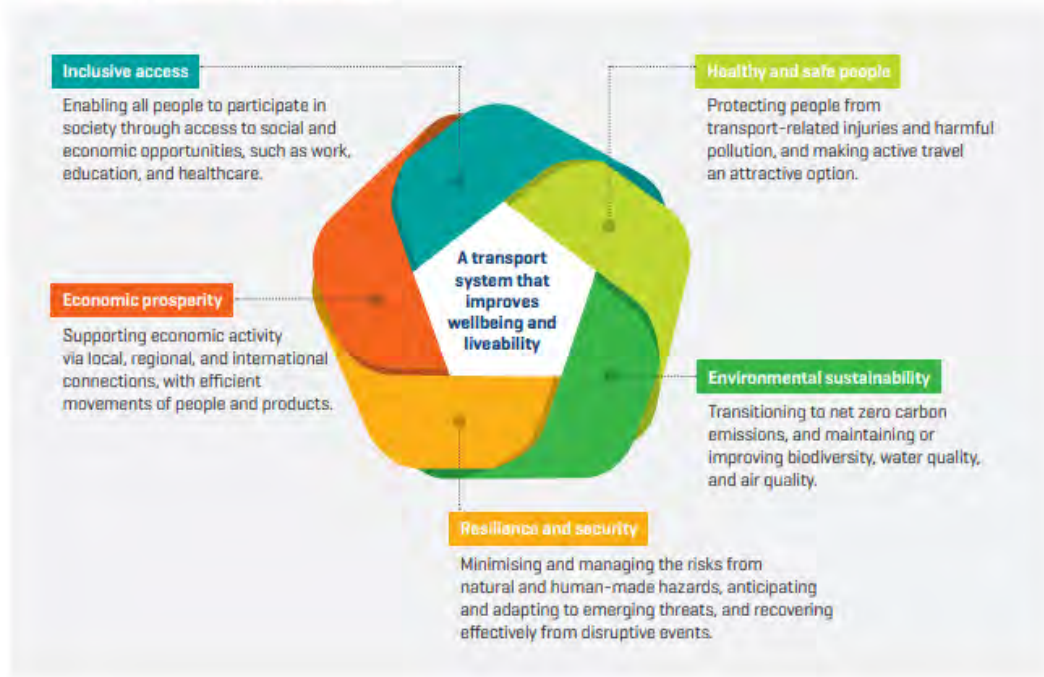 Inclusive access
Enabling all people to participate in
society through access to social and
economic opportunities, such as work,
education, and healthcare.
Healthy and safe people
Protecting people from
transport-related injuries and harmful
pollution, and making active travel
an attractive option.
A transport
system that
improves
wellbeing and
liveability
Economic prosperity
Supporting economic activity
via local, regional, and international
connections, with efficient
movements of people and products.
Environmental sustainability
Transitioning to net zero carbon
emissions, and maintaining or
improving biodiversity, water quality,
and air quality.
Resilience and security
Minimising and managing the risks from
natural and human-made hazards, anticipating
and adapting to emerging threats, and recovering
effectively from disruptive events.